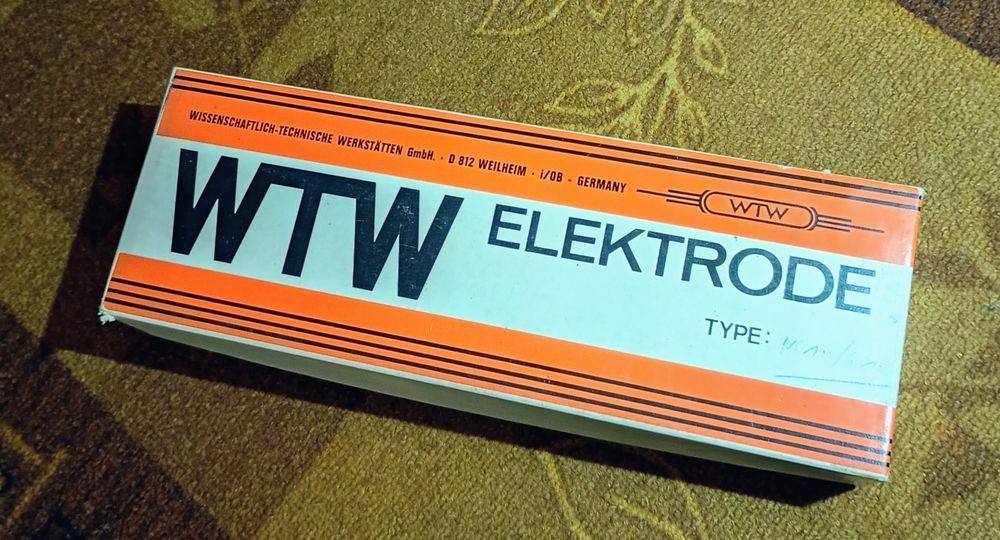 WISSENSCHAFTLICH-TECHNISCHE WERKSTÄTTEN GmbH. · D 812 WEILHEIM · i/OB - GERMANY
WTW
WTW ELEKTRODE
TYPE: